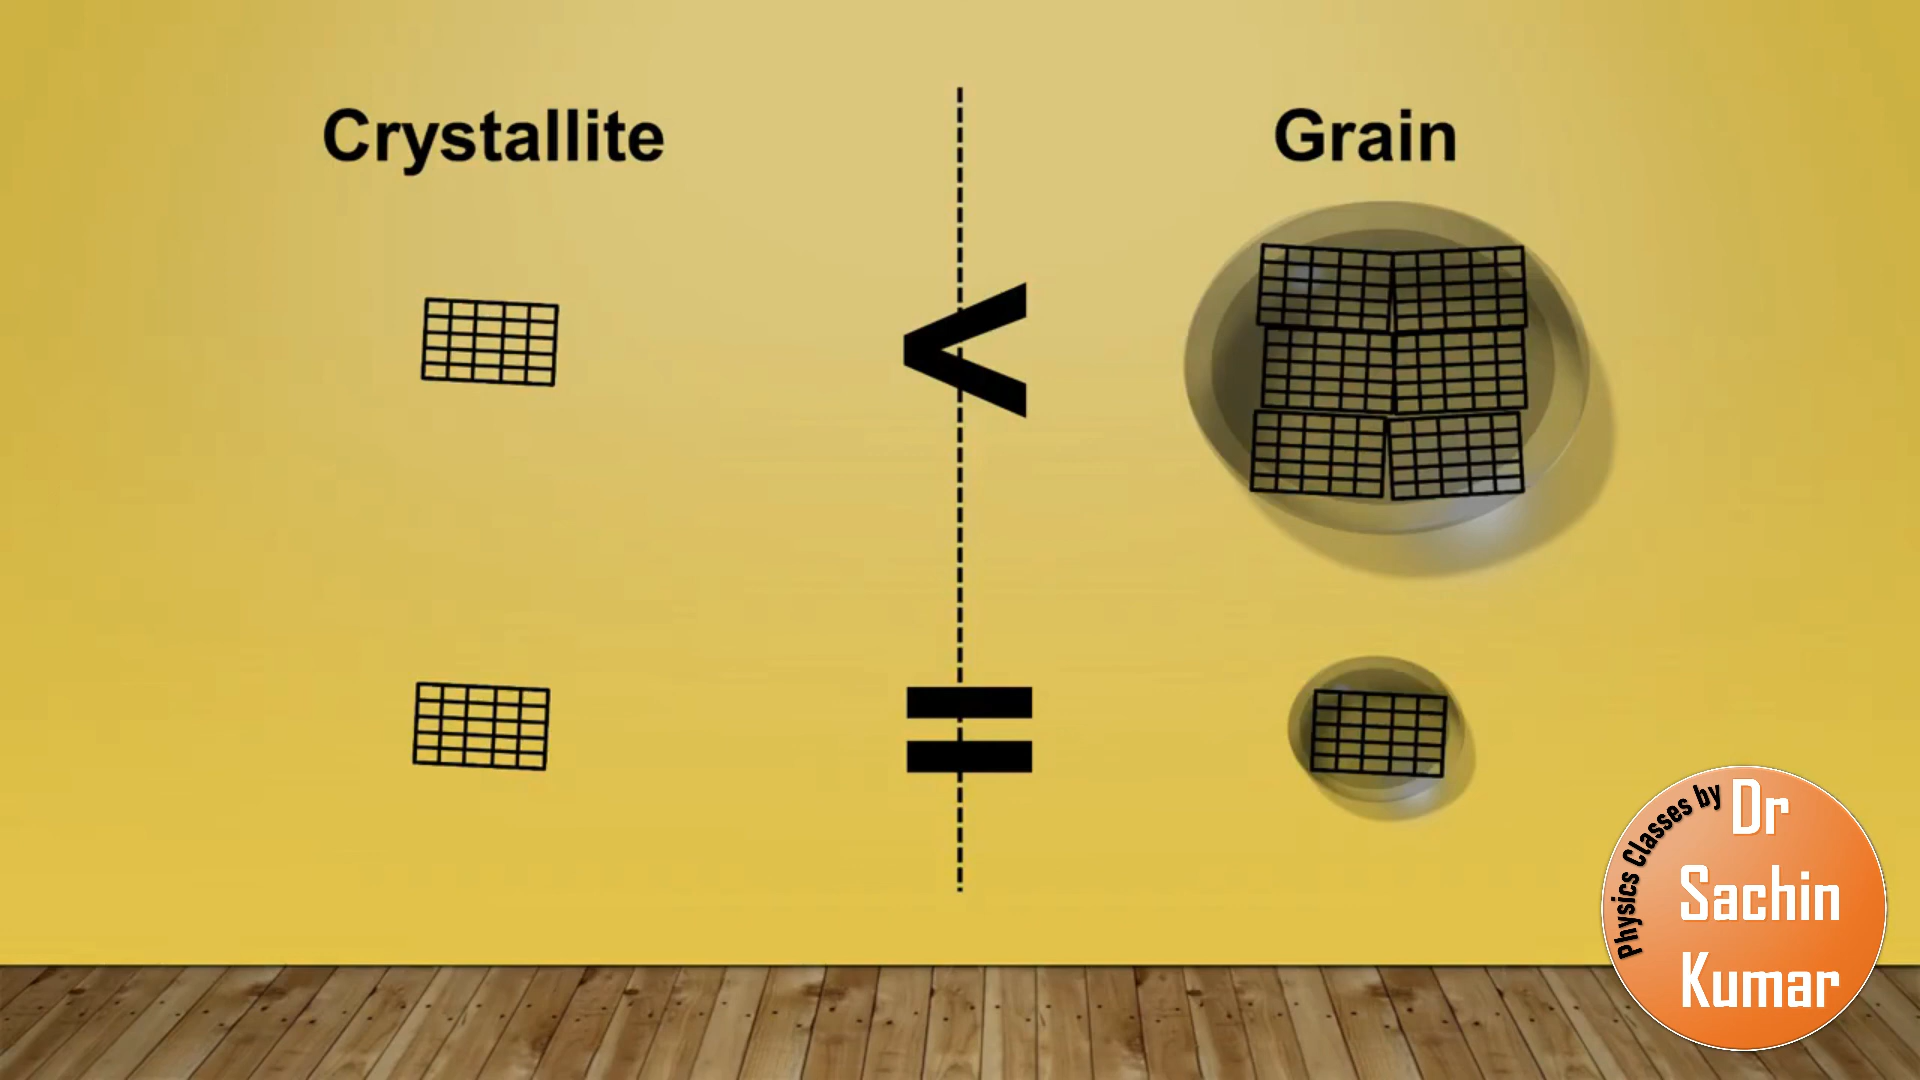 Crystallite
Grain
<
=
Physics Classes by
Dr
Sachin
Kumar